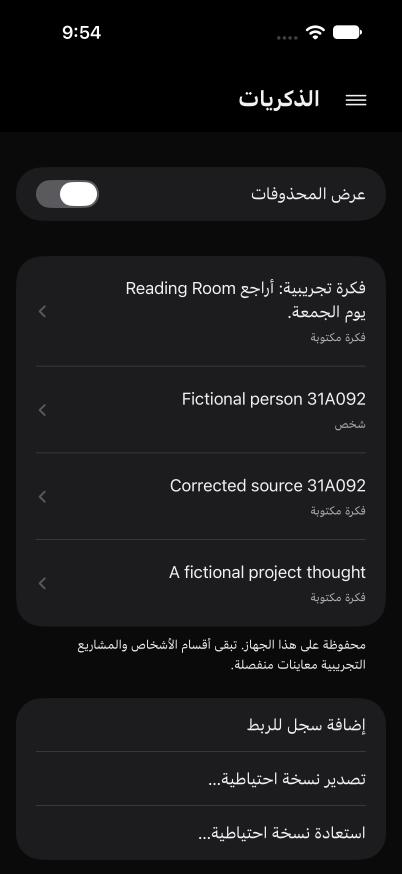 9:54
الذكريات
عرض المحذوفات
فكرة تجريبية: أراجع Reading Room
يوم الجمعة.
فكرة مكتوبة
Fictional person 31A092
شخص
Corrected source 31A092
فكرة مكتوبة
A fictional project thought
فكرة مكتوبة
محفوظة على هذا الجهاز. تبقى أقسام الأشخاص والمشاريع
التجريبية معاينات منفصلة.
إضافة سجل للربط
تصدير نسخة احتياطية...
استعادة نسخة احتياطية...